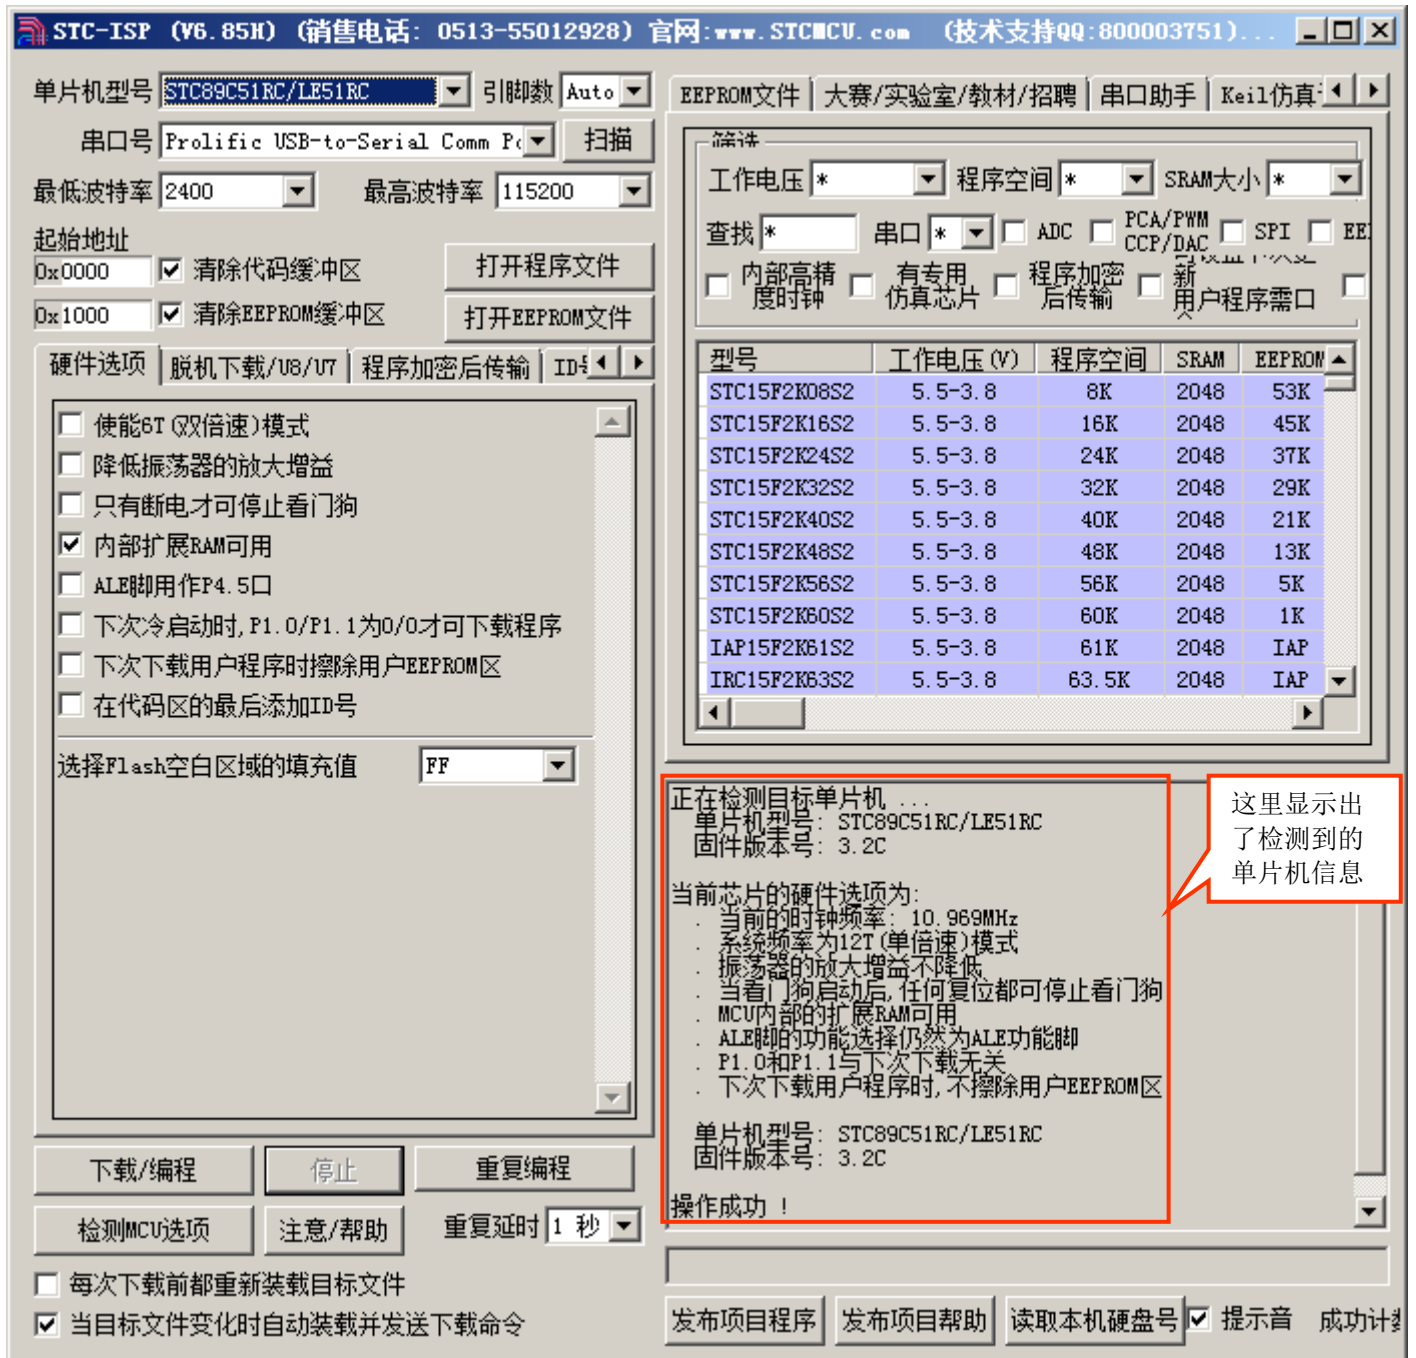 STC-ISP (V6.85H) (销售电话: 0513-55012928) 官网:www.STCMCU.com (技术支持QQ:800003751)...
单片机型号 STC89C51RC/LE51RC 引脚数 Auto
串口号 Prolific USB-to-Serial Comm Po 扫描
最低波特率 2400 最高波特率 115200
起始地址
0x0000 清除代码缓冲区 打开程序文件
0x1000 清除EEPROM缓冲区 打开EEPROM文件
硬件选项 脱机下载/U8/U7 程序加密后传输 ID号
使能6T(双倍速)模式
降低振荡器的放大增益
只有断电才可停止看门狗
内部扩展RAM可用
ALE脚用作P4.5口
下次冷启动时,P1.0/P1.1为0/0才可下载程序
下次下载用户程序时擦除用户EEPROM区
在代码区的最后添加ID号
选择Flash空白区域的填充值 FF
下载/编程 停止 重复编程
检测MCU选项 注意/帮助 重复延时 1 秒
每次下载前都重新装载目标文件
当目标文件变化时自动装载并发送下载命令
EEPROM文件 大赛/实验室/教材/招聘 串口助手 Keil仿真
筛选
工作电压 * 程序空间 * SRAM大小 *
查找 * 串口 * ADC PCA/PWM CCP/DAC SPI EE
内部高精度时钟 有专用仿真芯片 程序加密后传输 新用户程序需口
型号 工作电压(V) 程序空间 SRAM EEPROM
STC15F2K08S2 5.5-3.8 8K 2048 53K
STC15F2K16S2 5.5-3.8 16K 2048 45K
STC15F2K24S2 5.5-3.8 24K 2048 37K
STC15F2K32S2 5.5-3.8 32K 2048 29K
STC15F2K40S2 5.5-3.8 40K 2048 21K
STC15F2K48S2 5.5-3.8 48K 2048 13K
STC15F2K56S2 5.5-3.8 56K 2048 5K
STC15F2K60S2 5.5-3.8 60K 2048 1K
IAP15F2K61S2 5.5-3.8 61K 2048 IAP
IRC15F2K63S2 5.5-3.8 63.5K 2048 IAP
正在检测目标单片机 ...
单片机型号: STC89C51RC/LE51RC
固件版本号: 3.2C
当前芯片的硬件选项为:
. 当前的时钟频率: 10.969MHz
. 系统频率为12T(单倍速)模式
. 振荡器的放大增益不降低
. 当看门狗启动后,任何复位都可停止看门狗
. MCU内部的扩展RAM可用
. ALE脚的功能选择仍然为ALE功能脚
. P1.0和P1.1与下次下载无关
. 下次下载用户程序时,不擦除用户EEPROM区
单片机型号: STC89C51RC/LE51RC
固件版本号: 3.2C
操作成功 !
这里显示出
了检测到的
单片机信息
发布项目程序 发布项目帮助 读取本机硬盘号 提示音 成功计数